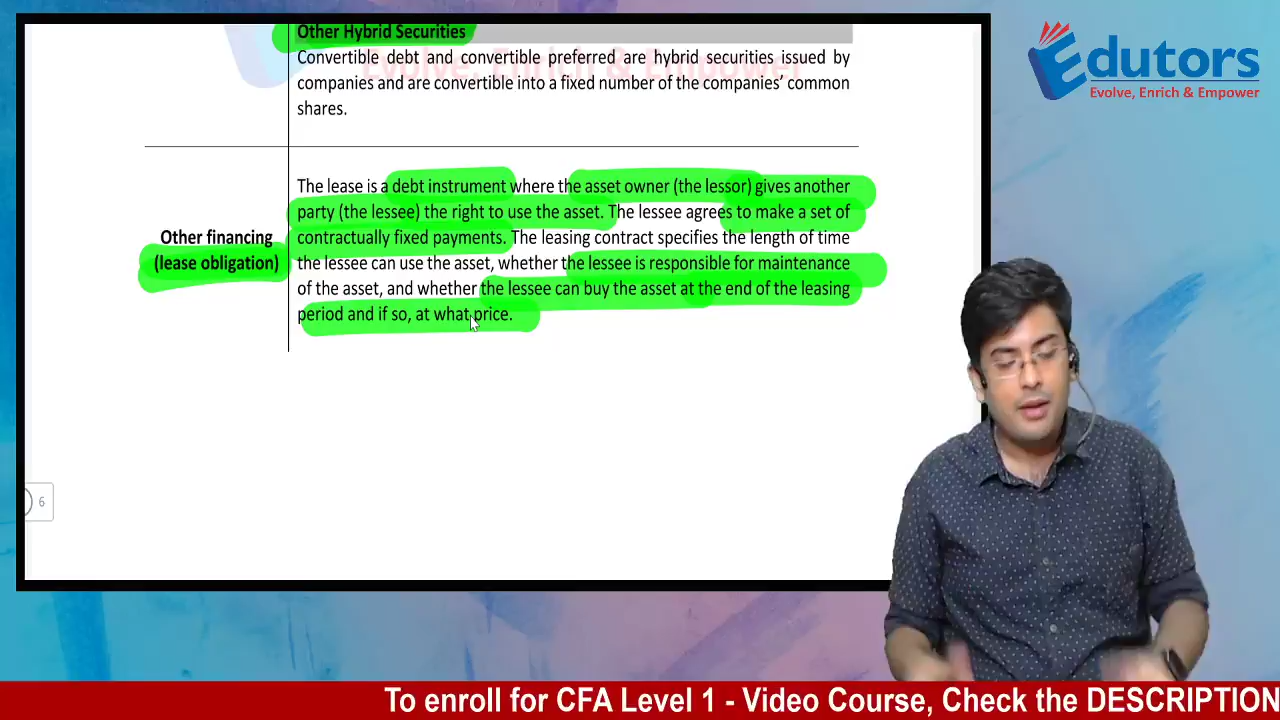 Other Hybrid Securities
Convertible debt and convertible preferred are hybrid securities issued by
companies and are convertible into a fixed number of the companies' common
shares.
Other financing
(lease obligation)
The lease is a debt instrument where the asset owner (the lessor) gives another
party (the lessee) the right to use the asset. The lessee agrees to make a set of
contractually fixed payments. The leasing contract specifies the length of time
the lessee can use the asset, whether the lessee is responsible for maintenance
of the asset, and whether the lessee can buy the asset at the end of the leasing
period and if so, at what price.
6
Edutors
Evolve, Enrich & Empower
To enroll for CFA Level 1 - Video Course, Check the DESCRIPTION